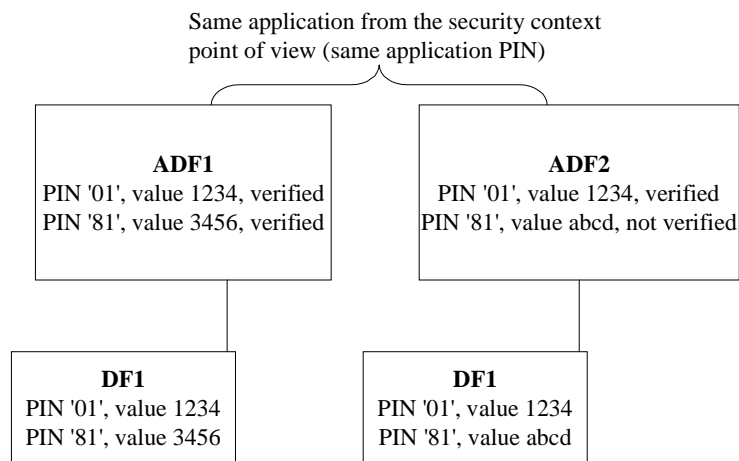 Same application from the security context
point of view (same application PIN)
ADF1
PIN '01', value 1234, verified
PIN '81', value 3456, verified
ADF2
PIN '01', value 1234, verified
PIN '81', value abcd, not verified
DF1
PIN '01', value 1234
PIN '81', value 3456
DF1
PIN '01', value 1234
PIN '81', value abcd